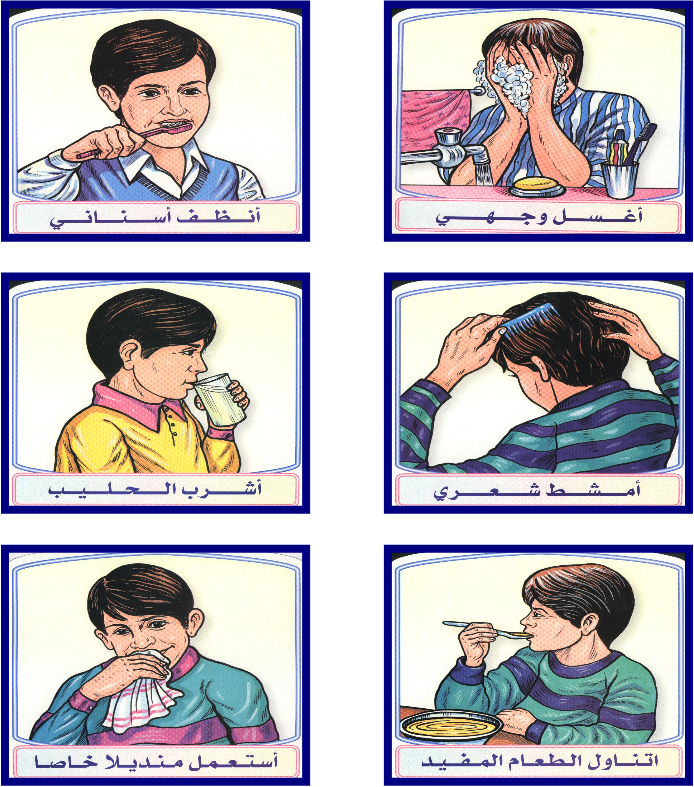 أغسل وجهي
أنظف أسناني
أمشط شعري
أشرب الحليب
اتناول الطعام المفيد
أستعمل منديلا خاصا